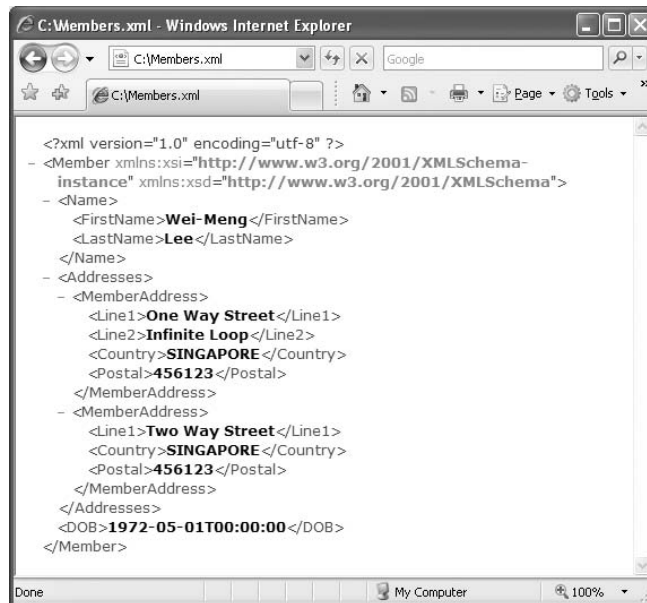 C:\Members.xml - Windows Internet Explorer
C:\Members.xml
Google
C:\Members.xml
Page
Tools
»
<?xml version="1.0" encoding="utf-8" ?>
- <Member xmlns:xsi="http://www.w3.org/2001/XMLSchema-
instance" xmlns:xsd="http://www.w3.org/2001/XMLSchema">
- <Name>
<FirstName>Wei-Meng</FirstName>
<LastName>Lee</LastName>
</Name>
- <Addresses>
- <MemberAddress>
<Line1>One Way Street</Line1>
<Line2>Infinite Loop</Line2>
<Country>SINGAPORE</Country>
<Postal>456123</Postal>
</MemberAddress>
- <MemberAddress>
<Line1>Two Way Street</Line1>
<Country>SINGAPORE</Country>
<Postal>456123</Postal>
</MemberAddress>
</Addresses>
<DOB>1972-05-01T00:00:00</DOB>
</Member>
Done
My Computer
100%